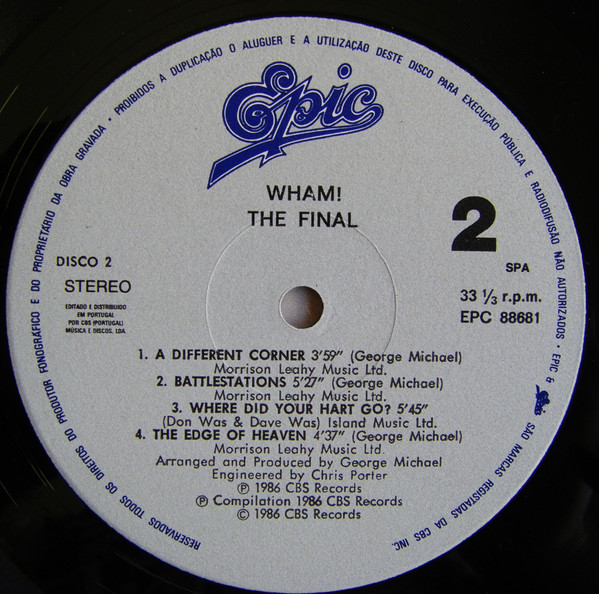 RESERVADOS TODOS OS DIREITOS DO PRODUTOR FONOGRÁFICO E DO PROPRIETÁRIO DA OBRA GRAVADA · PROIBIDOS A DUPLICAÇÃO O ALUGUER E A UTILIZAÇÃO DESTE DISCO PARA EXECUÇÃO PÚBLICA E RADIODIFUSÃO NÃO AUTORIZADOS · EPIC & Epic SÃO MARCAS REGISTADAS DA CBS INC.
Epic
WHAM!
THE FINAL
2
DISCO 2
STEREO
SPA
33 ⅓ r.p.m.
EPC 88681
EDITADO E DISTRIBUIDO
EM PORTUGAL
POR CBS (PORTUGAL)
MÚSICA E DISCOS, LDA.
1. A DIFFERENT CORNER 3'59" (George Michael)
Morrison Leahy Music Ltd.
2. BATTLESTATIONS 5'27" (George Michael)
Morrison Leahy Music Ltd.
3. WHERE DID YOUR HART GO? 5'45"
(Don Was & Dave Was) Island Music Ltd.
4. THE EDGE OF HEAVEN 4'37" (George Michael)
Morrison Leahy Music Ltd.
Arranged and Produced by George Michael
Engineered by Chris Porter
℗ 1986 CBS Records
℗ Compilation 1986 CBS Records
© 1986 CBS Records